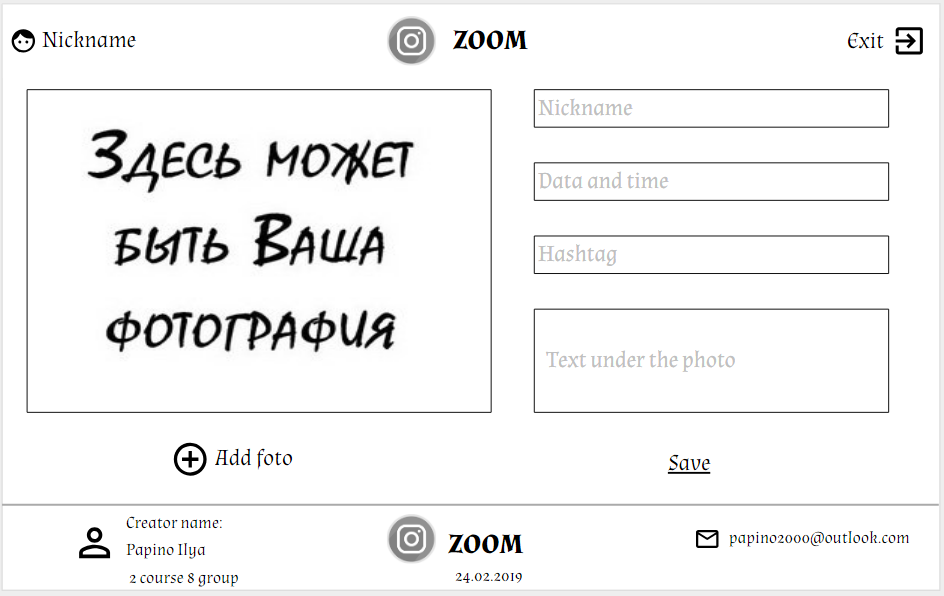 Nickname
ZOOM
Exit
Здесь может
быть Ваша
фотография
Nickname
Data and time
Hashtag
Text under the photo
Add foto
Save
Creator name:
Papino Ilya
2 course 8 group
ZOOM
24.02.2019
papino2000@outlook.com